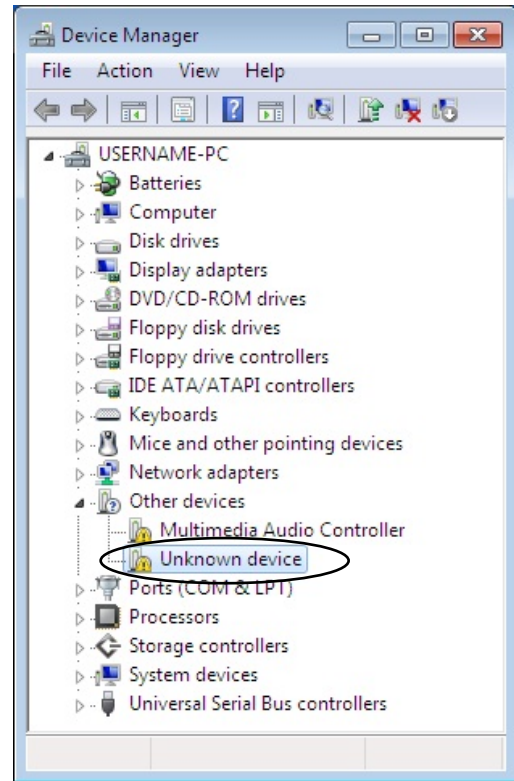 Device Manager
File Action View Help
USERNAME-PC
Batteries
Computer
Disk drives
Display adapters
DVD/CD-ROM drives
Floppy disk drives
Floppy drive controllers
IDE ATA/ATAPI controllers
Keyboards
Mice and other pointing devices
Network adapters
Other devices
Multimedia Audio Controller
Unknown device
Ports (COM & LPT)
Processors
Storage controllers
System devices
Universal Serial Bus controllers